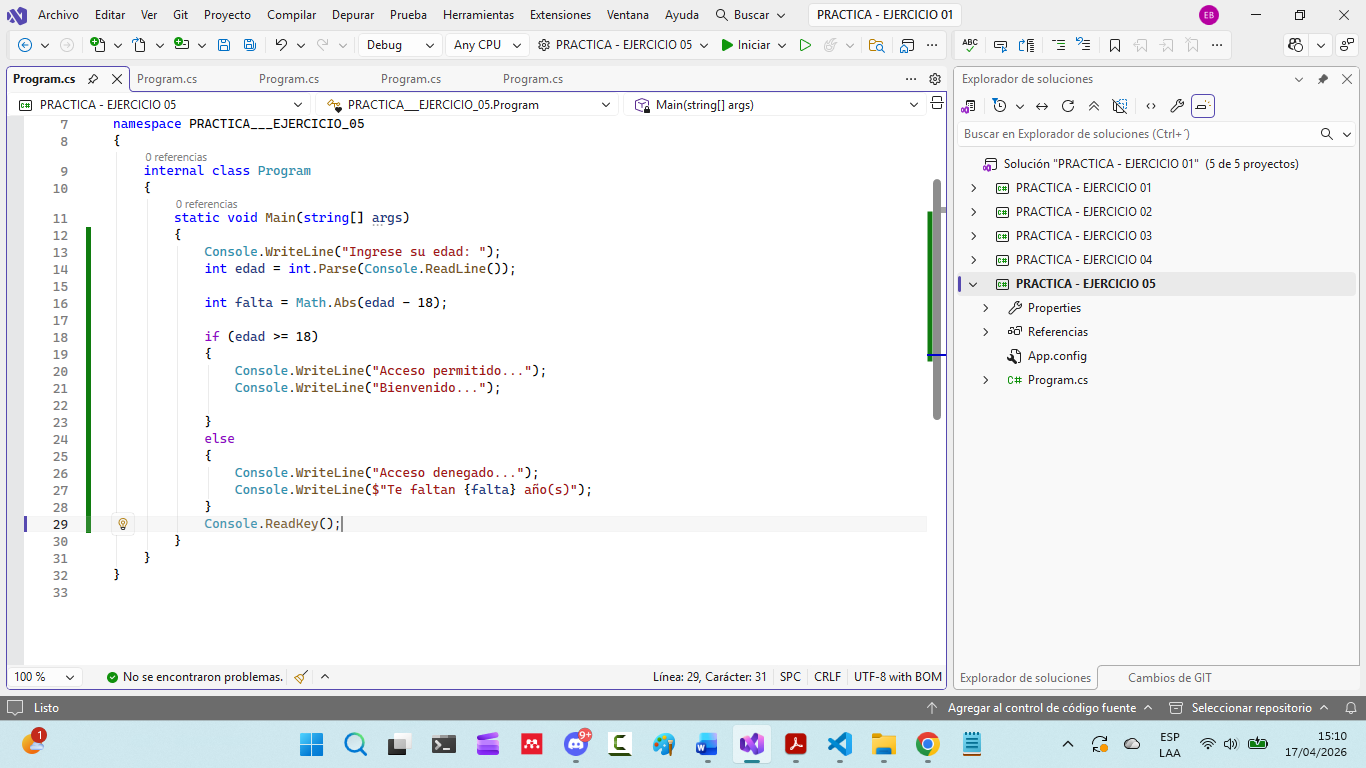 Archivo Editar Ver Git Proyecto Compilar Depurar Prueba Herramientas Extensiones Ventana Ayuda Buscar PRACTICA - EJERCICIO 01 EB
Debug Any CPU PRACTICA - EJERCICIO 05 Iniciar ABC
Program.cs Program.cs Program.cs Program.cs Program.cs
C# PRACTICA - EJERCICIO 05 PRACTICA___EJERCICIO_05.Program Main(string[] args)
7 namespace PRACTICA___EJERCICIO_05
8 {
0 referencias
9 internal class Program
10 {
0 referencias
11 static void Main(string[] args)
12 {
13 Console.WriteLine("Ingrese su edad: ");
14 int edad = int.Parse(Console.ReadLine());
15
16 int falta = Math.Abs(edad - 18);
17
18 if (edad >= 18)
19 {
20 Console.WriteLine("Acceso permitido...");
21 Console.WriteLine("Bienvenido...");
22
23 }
24 else
25 {
26 Console.WriteLine("Acceso denegado...");
27 Console.WriteLine($"Te faltan {falta} año(s)");
28 }
29 Console.ReadKey();
30 }
31 }
32 }
33
100 % No se encontraron problemas. Línea: 29, Carácter: 31 SPC CRLF UTF-8 with BOM
Explorador de soluciones
Buscar en Explorador de soluciones (Ctrl+´)
Solución "PRACTICA - EJERCICIO 01" (5 de 5 proyectos)
C# PRACTICA - EJERCICIO 01
C# PRACTICA - EJERCICIO 02
C# PRACTICA - EJERCICIO 03
C# PRACTICA - EJERCICIO 04
C# PRACTICA - EJERCICIO 05
Properties
Referencias
App.config
C# Program.cs
Explorador de soluciones Cambios de GIT
Listo Agregar al control de código fuente Seleccionar repositorio
1 9+ ESP 15:10
LAA 17/04/2026